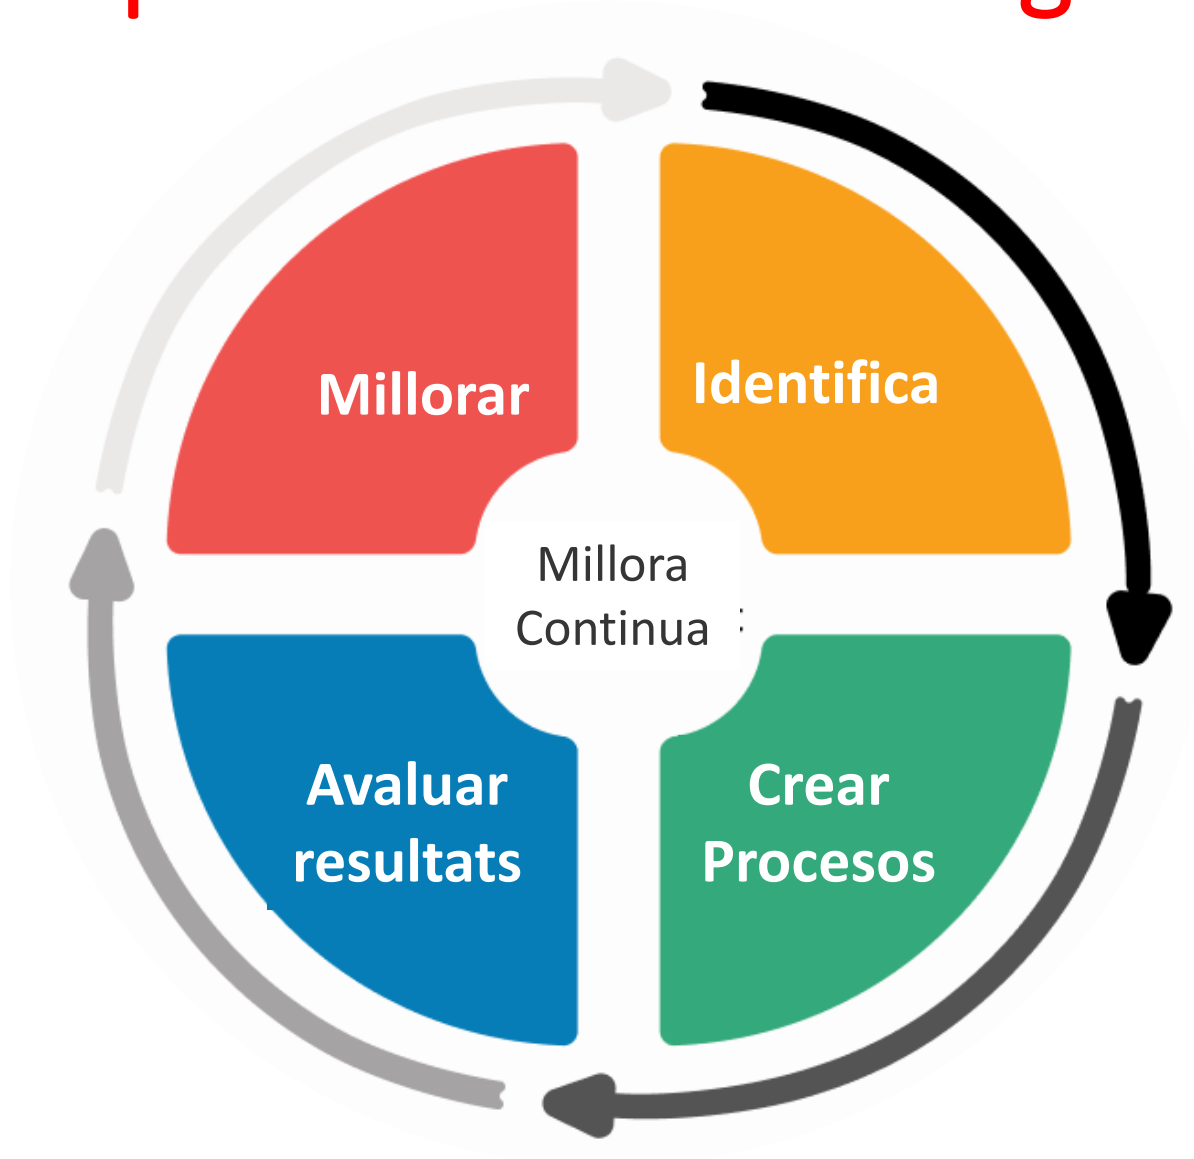 Millorar
Identifica
Millora
Continua
Avaluar
resultats
Crear
Procesos